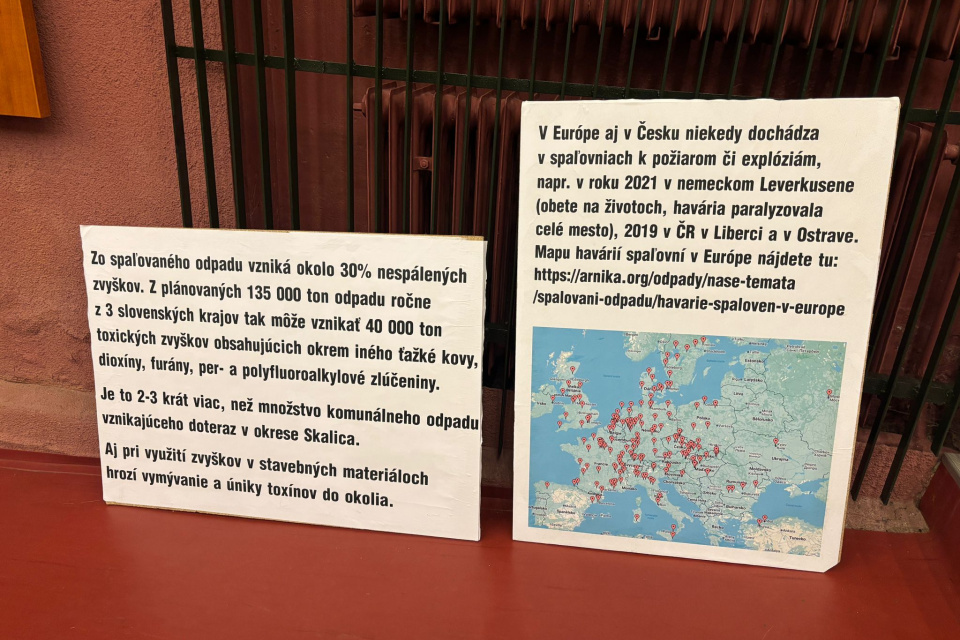 Zo spaľovaného odpadu vzniká okolo 30% nespálených
zvyškov. Z plánovaných 135 000 ton odpadu ročne
z 3 slovenských krajov tak môže vznikať 40 000 ton
toxických zvyškov obsahujúcich okrem iného ťažké kovy,
dioxíny, furány, per- a polyfluoroalkylové zlúčeniny.
Je to 2-3 krát viac, než množstvo komunálneho odpadu
vznikajúceho doteraz v okrese Skalica.
Aj pri využití zvyškov v stavebných materiáloch
hrozí vymývanie a úniky toxínov do okolia.
V Európe aj v Česku niekedy dochádza
v spaľovniach k požiarom či explóziám,
napr. v roku 2021 v nemeckom Leverkusene
(obete na životoch, havária paralyzovala
celé mesto), 2019 v ČR v Liberci a v Ostrave.
Mapu havárií spaľovní v Európe nájdete tu:
https://arnika.org/odpady/nase-temata
/spalovani-odpadu/havarie-spaloven-v-europe